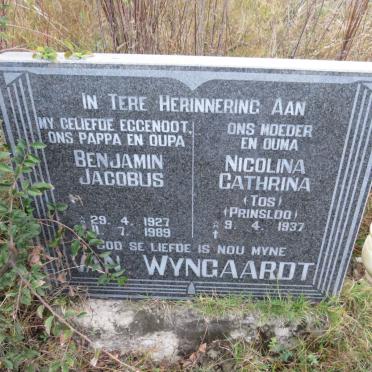 IN TERE HERINNERING AAN
MY GELIEFDE EGGENOOT,
ONS PAPPA EN OUPA
BENJAMIN
JACOBUS
29. 4. 1927
7. 1989
ONS MOEDER
EN OUMA
NICOLINA
CATHRINA
(TOS)
(PRINSLOO)
9. 4. 1937
GOD SE LIEFDE IS NOU MYNE
VAN WYNGAARDT